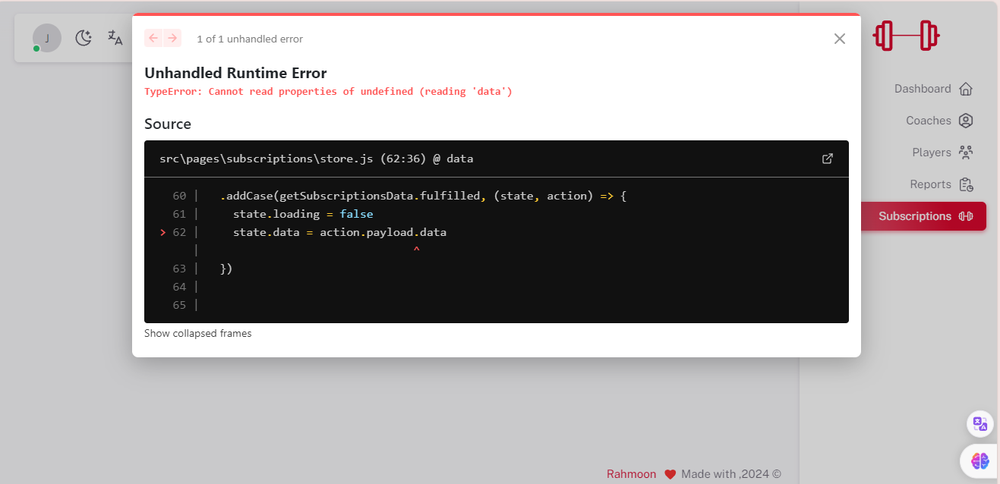 J
1 of 1 unhandled error
Unhandled Runtime Error
TypeError: Cannot read properties of undefined (reading 'data')
Source
src\pages\subscriptions\store.js (62:36) @ data
60 | .addCase(getSubscriptionsData.fulfilled, (state, action) => {
61 | state.loading = false
> 62 | state.data = action.payload.data
| ^
63 | })
64 |
65 |
Show collapsed frames
Dashboard
Coaches
Players
Reports
Subscriptions
Rahmoon ❤ Made with ,2024 ©